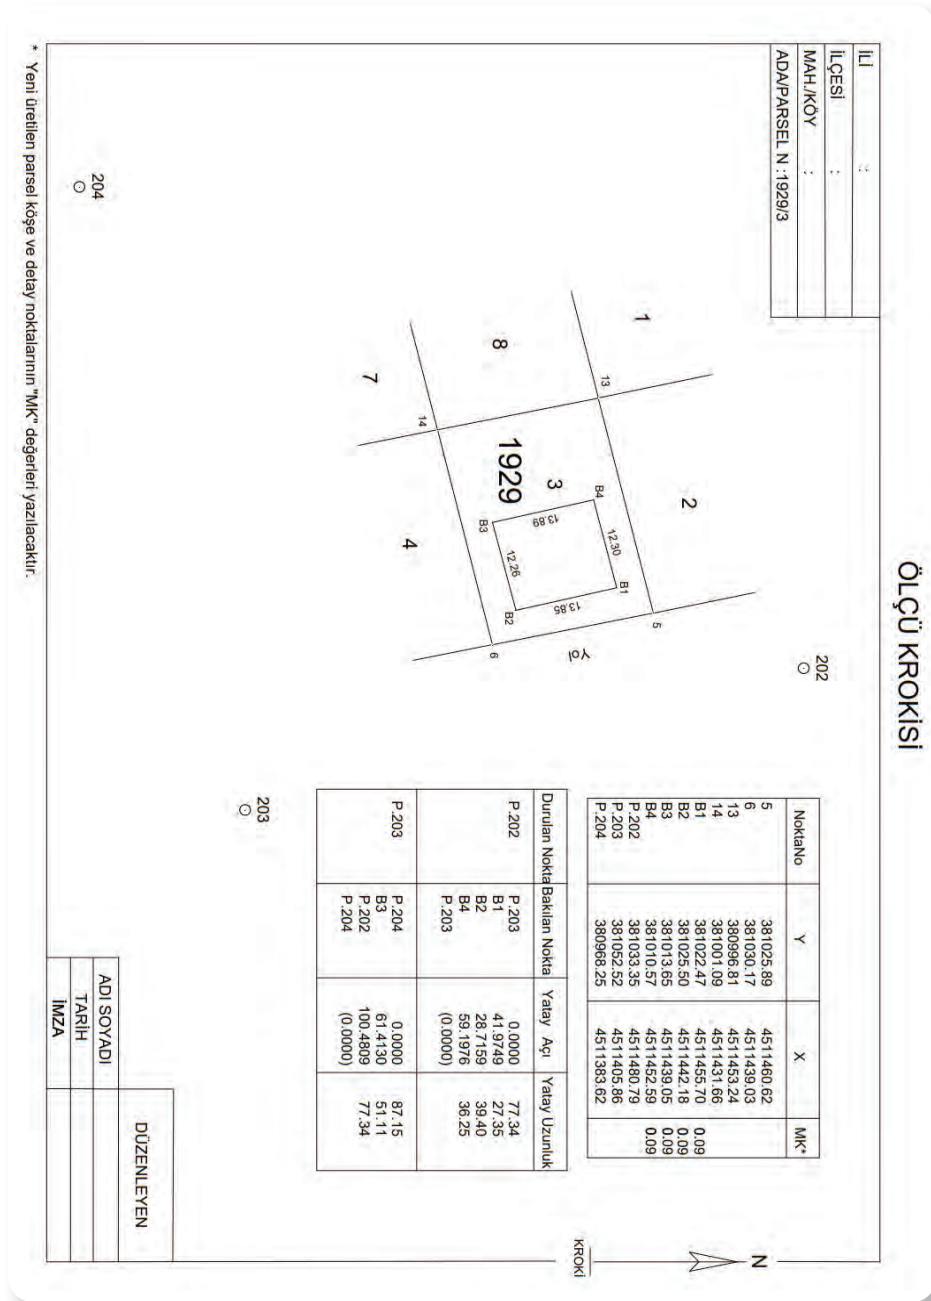 ÖLÇÜ KROKİSİ
İLİ :
İLÇESİ :
MAH./KÖY :
ADA/PARSEL N :1929/3
N
KROKİ
1
2
8
7
13
14
1929
3
4
B4
B1
B3
B2
12.30
13.89
12.26
13.85
5
6
Yol
202
203
204
NoktaNo Y X MK*
5 381025.89 4511460.62
6 381030.17 4511439.03
13 380996.81 4511453.24
14 381001.09 4511431.66
B1 381022.47 4511455.70 0.09
B2 381025.50 4511442.18 0.09
B3 381013.65 4511439.05 0.09
B4 381010.57 4511452.59 0.09
P.202 381033.35 4511480.79
P.203 381052.52 4511405.86
P.204 380968.25 4511383.62
Durulan Nokta Bakılan Nokta Yatay Açı Yatay Uzunluk
P.202 P.203 0.0000 77.34
B1 41.9749 27.35
B2 28.7159 39.40
B4 59.1976 36.25
P.203 (0.0000)
P.203 P.204 0.0000 87.15
B3 61.4130 51.11
P.202 100.4809 77.34
P.204 (0.0000)
DÜZENLEYEN
ADI SOYADI
TARİH
İMZA
* Yeni üretilen parsel köşe ve detay noktalarının "MK" değerleri yazılacaktır.